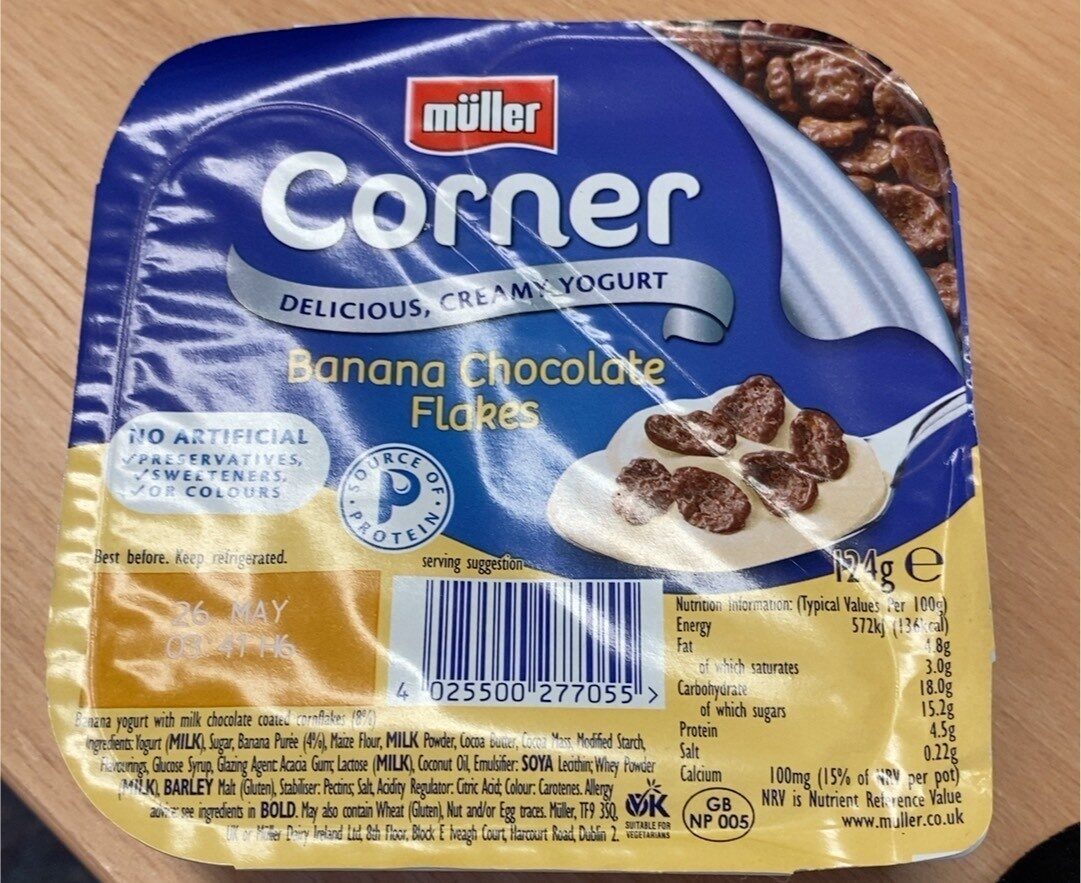 müller
Corner
DELICIOUS, CREAMY YOGURT
Banana Chocolate
Flakes
NO ARTIFICIAL
✓PRESERVATIVES,
✓SWEETENERS,
✓OR COLOURS
SOURCE OF
P
PROTEIN
Best before. Keep refrigerated.
serving suggestion
124g e
26 MAY
03:41 H6
4 025500 277055 >
Nutrition Information: (Typical Values Per 100g)
Energy 572kJ (136kcal)
Fat 4.8g
of which saturates 3.0g
Carbohydrate 18.0g
of which sugars 15.2g
Protein 4.5g
Salt 0.22g
Calcium 100mg (15% of NRV per pot)
NRV is Nutrient Reference Value
www.muller.co.uk
Banana yogurt with milk chocolate coated cornflakes (8%)
Ingredients: Yogurt (MILK), Sugar, Banana Purée (4%), Maize Flour, MILK Powder, Cocoa Butter, Cocoa Mass, Modified Starch,
Flavourings, Glucose Syrup, Glazing Agent: Acacia Gum; Lactose (MILK), Coconut Oil, Emulsifier: SOYA Lecithin; Whey Powder
(MILK), BARLEY Malt (Gluten), Stabiliser: Pectins; Salt, Acidity Regulator: Citric Acid; Colour: Carotenes. Allergy
advice: see ingredients in BOLD. May also contain Wheat (Gluten), Nut and/or Egg traces. Müller, TF9 3SQ,
UK or Müller Dairy Ireland Ltd, 8th Floor, Block E Iveagh Court, Harcourt Road, Dublin 2.
VK
SUITABLE FOR
VEGETARIANS
GB
NP 005